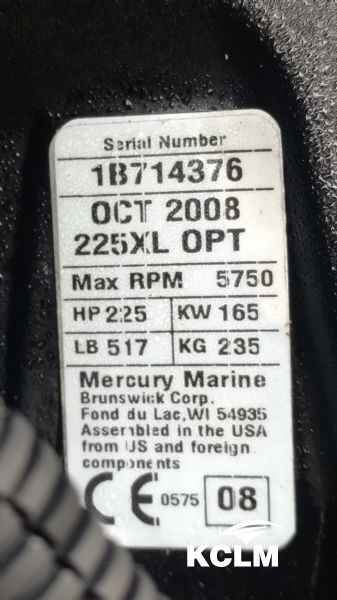 Serial Number
1B714376
OCT 2008
225XL OPT
Max RPM 5750
HP 225 KW 165
LB 517 KG 235
Mercury Marine
Brunswick Corp.
Fond du Lac,WI 54935
Assembled in the USA
from US and foreign
components
CE 0575 08
KCLM